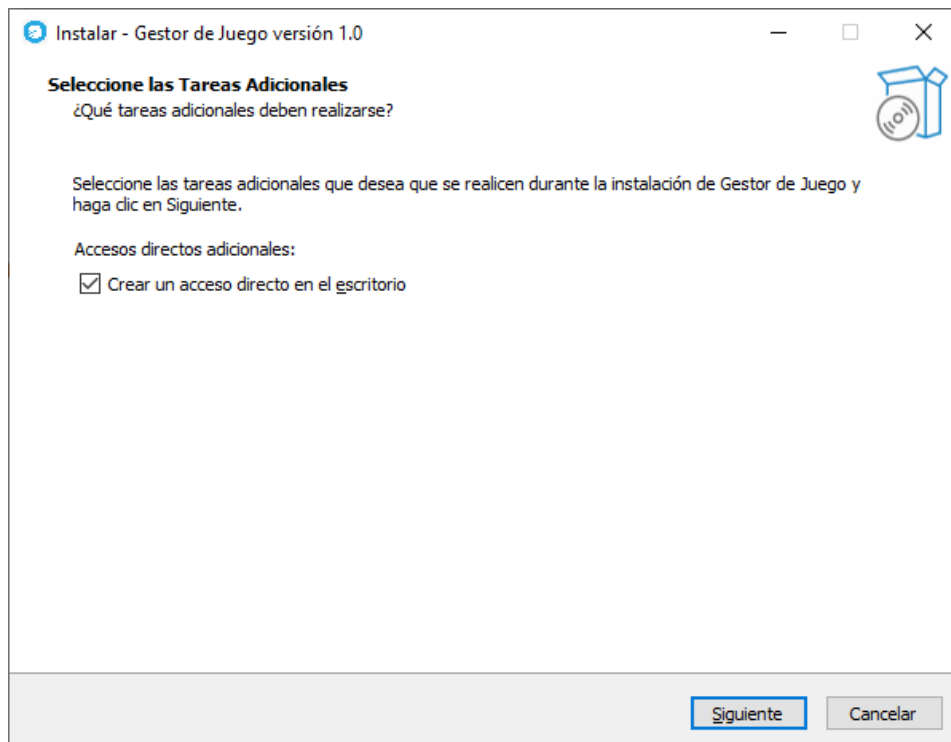 Instalar - Gestor de Juego versión 1.0
Seleccione las Tareas Adicionales
¿Qué tareas adicionales deben realizarse?
Seleccione las tareas adicionales que desea que se realicen durante la instalación de Gestor de Juego y
haga clic en Siguiente.
Accesos directos adicionales:
Crear un acceso directo en el escritorio
Siguiente
Cancelar